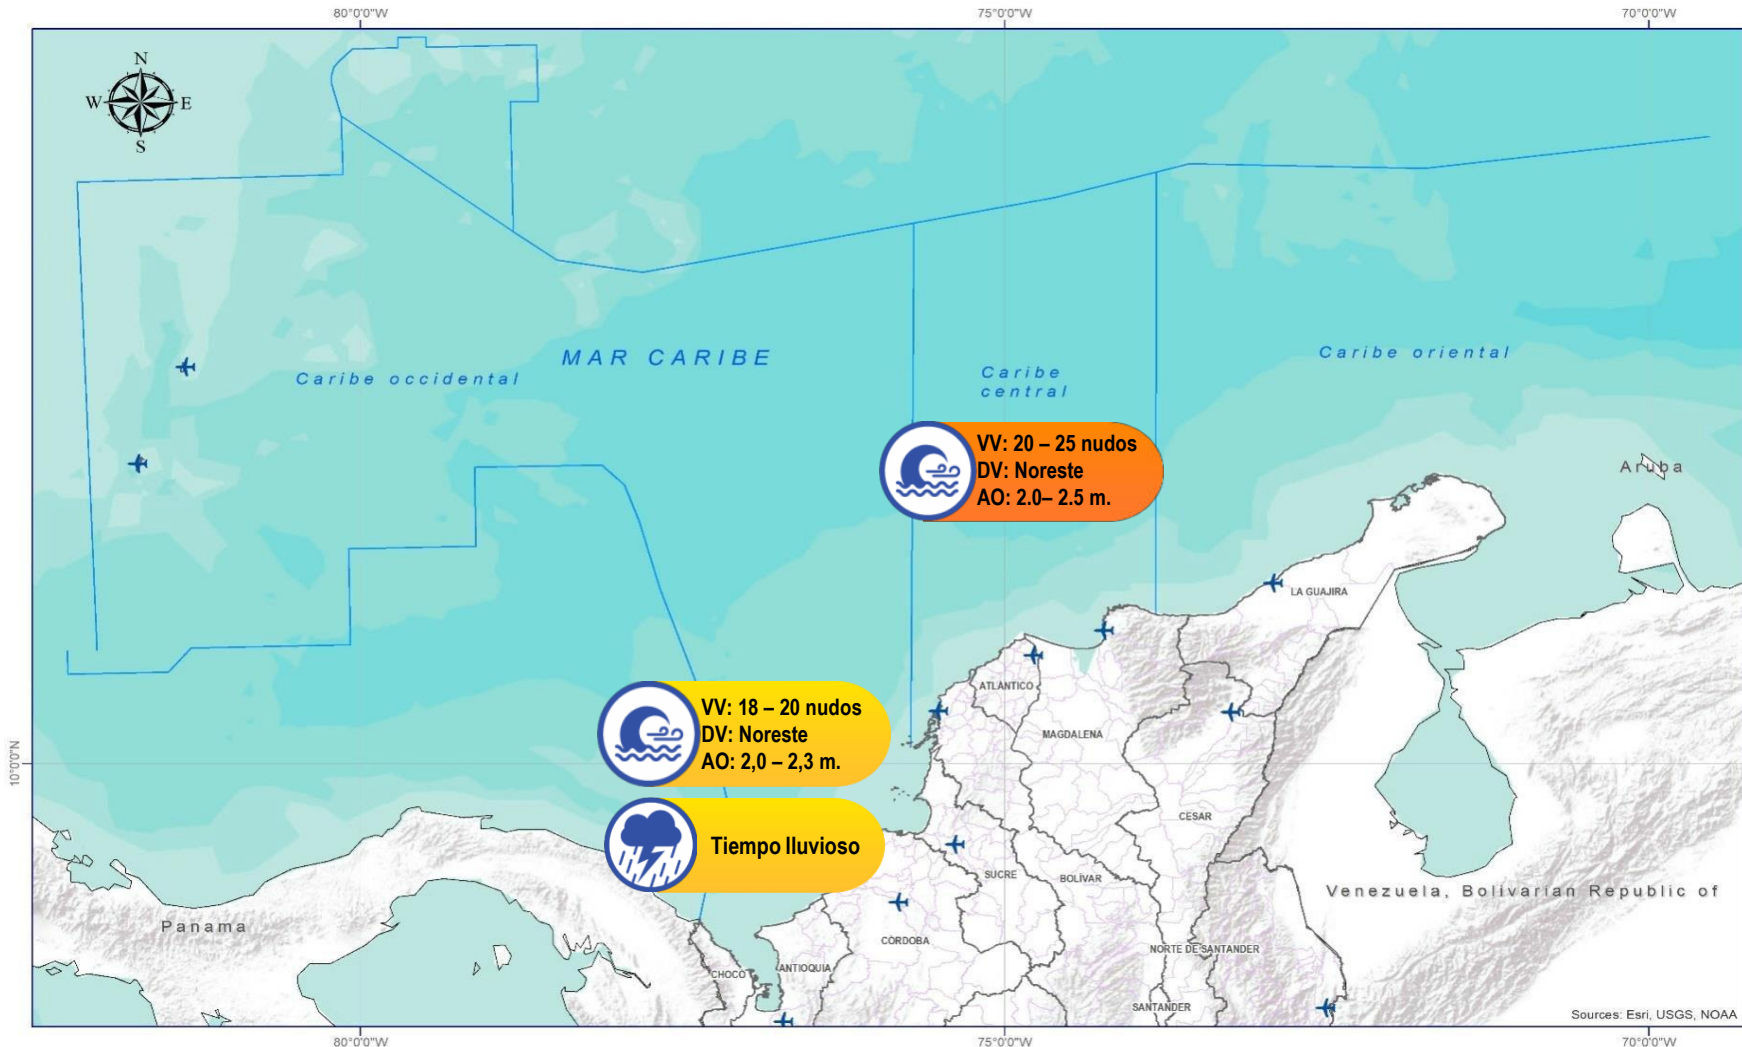 80°0'0"W
75°0'0"W
70°0'0"W
N
W
E
S
MAR CARIBE
Caribe occidental
Caribe
central
Caribe oriental
VV: 20 – 25 nudos
DV: Noreste
AO: 2.0– 2.5 m.
Aruba
LA GUAJIRA
ATLANTICO
MAGDALENA
VV: 18 – 20 nudos
DV: Noreste
AO: 2,0 – 2,3 m.
10°0'0"N
CESAR
Tiempo lluvioso
SUCRE
BOLÍVAR
Venezuela, Bolivarian Republic of
Panama
CÓRDOBA
NORTE DE SANTANDER
CHOCO
ANTIOQUIA
SANTANDER
Sources: Esri, USGS, NOAA
80°0'0"W
75°0'0"W
70°0'0"W